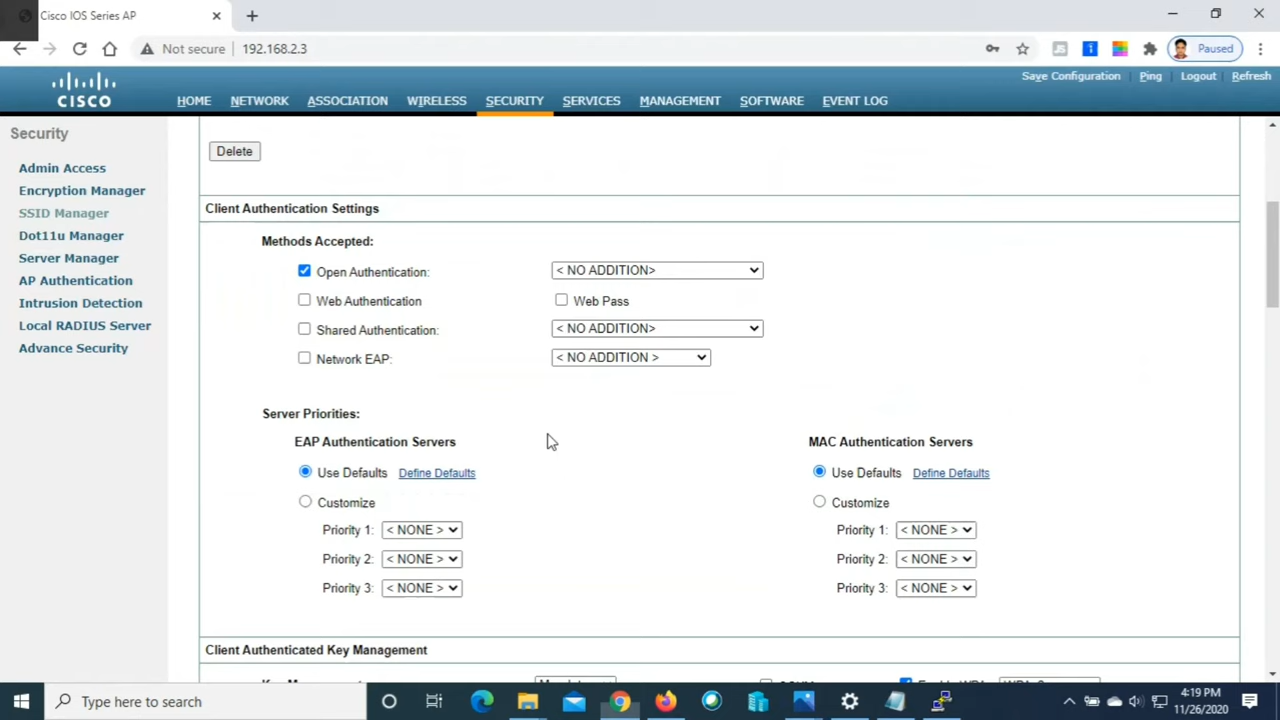 Cisco IOS Series AP
Not secure 192.168.2.3
Paused
Save Configuration Ping Logout Refresh
CISCO
HOME NETWORK ASSOCIATION WIRELESS SECURITY SERVICES MANAGEMENT SOFTWARE EVENT LOG
Security
Admin Access
Encryption Manager
SSID Manager
Dot11u Manager
Server Manager
AP Authentication
Intrusion Detection
Local RADIUS Server
Advance Security
Delete
Client Authentication Settings
Methods Accepted:
Open Authentication: < NO ADDITION>
Web Authentication Web Pass
Shared Authentication: < NO ADDITION>
Network EAP: < NO ADDITION >
Server Priorities:
EAP Authentication Servers MAC Authentication Servers
Use Defaults Define Defaults Use Defaults Define Defaults
Customize Customize
Priority 1: < NONE > Priority 1: < NONE >
Priority 2: < NONE > Priority 2: < NONE >
Priority 3: < NONE > Priority 3: < NONE >
Client Authenticated Key Management
Type here to search
4:19 PM
11/26/2020